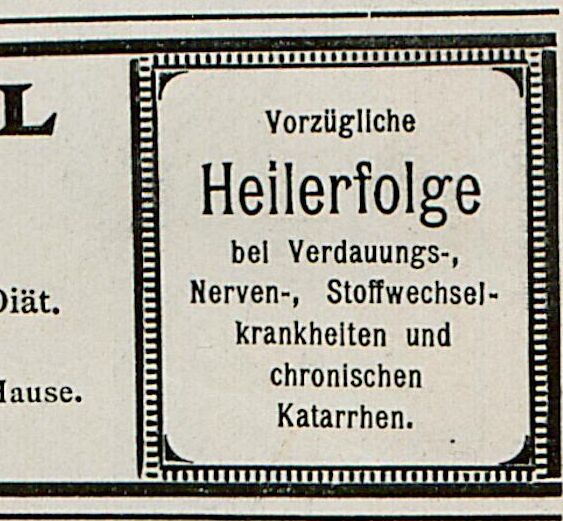 L
Diät.
Hause.
Vorzügliche
Heilerfolge
bei Verdauungs-,
Nerven-, Stoffwechsel-
krankheiten und
chronischen
Katarrhen.